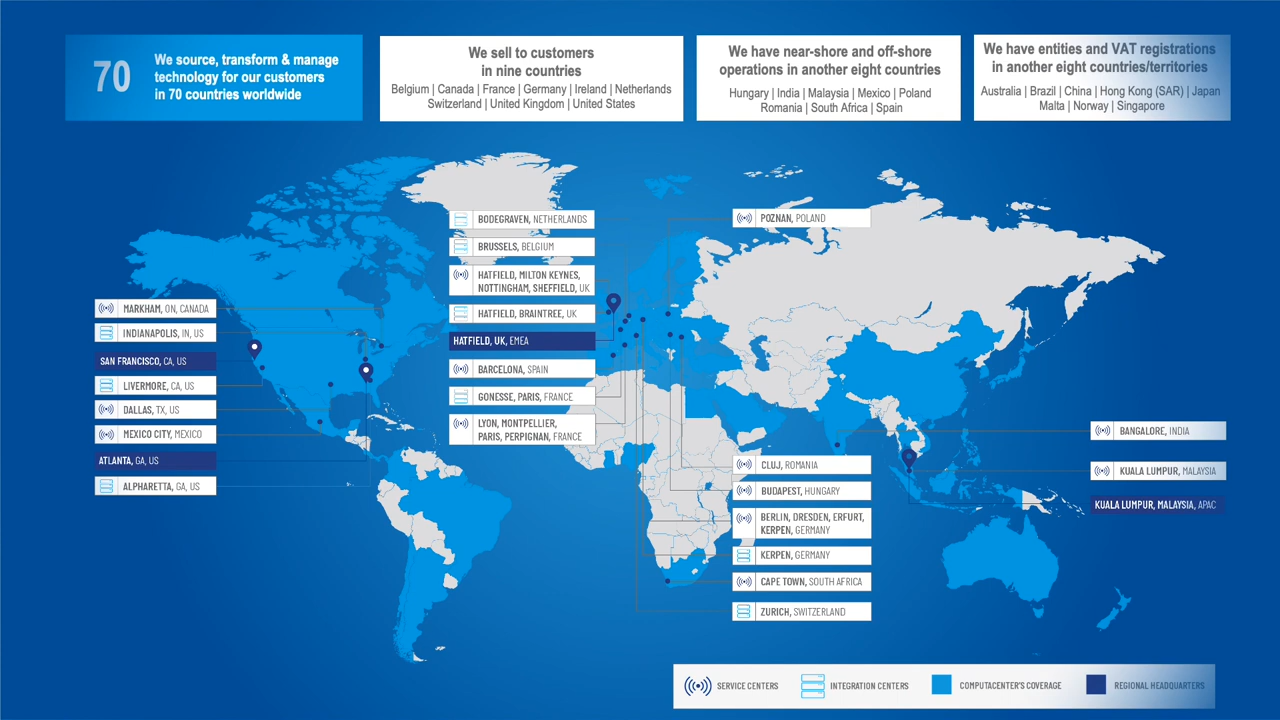 70
We source, transform & manage
technology for our customers
in 70 countries worldwide
We sell to customers
in nine countries
Belgium | Canada | France | Germany | Ireland | Netherlands
Switzerland | United Kingdom | United States
We have near-shore and off-shore
operations in another eight countries
Hungary | India | Malaysia | Mexico | Poland
Romania | South Africa | Spain
We have entities and VAT registrations
in another eight countries/territories
Australia | Brazil | China | Hong Kong (SAR) | Japan
Malta | Norway | Singapore
MARKHAM, ON, CANADA
INDIANAPOLIS, IN, US
SAN FRANCISCO, CA, US
LIVERMORE, CA, US
DALLAS, TX, US
MEXICO CITY, MEXICO
ATLANTA, GA, US
ALPHARETTA, GA, US
BODEGRAVEN, NETHERLANDS
BRUSSELS, BELGIUM
HATFIELD, MILTON KEYNES,
NOTTINGHAM, SHEFFIELD, UK
HATFIELD, BRAINTREE, UK
HATFIELD, UK, EMEA
BARCELONA, SPAIN
GONESSE, PARIS, FRANCE
LYON, MONTPELLIER,
PARIS, PERPIGNAN, FRANCE
POZNAN, POLAND
CLUJ, ROMANIA
BUDAPEST, HUNGARY
BERLIN, DRESDEN, ERFURT,
KERPEN, GERMANY
KERPEN, GERMANY
CAPE TOWN, SOUTH AFRICA
ZURICH, SWITZERLAND
BANGALORE, INDIA
KUALA LUMPUR, MALAYSIA
KUALA LUMPUR, MALAYSIA, APAC
SERVICE CENTERS
INTEGRATION CENTERS
COMPUTACENTER'S COVERAGE
REGIONAL HEADQUARTERS